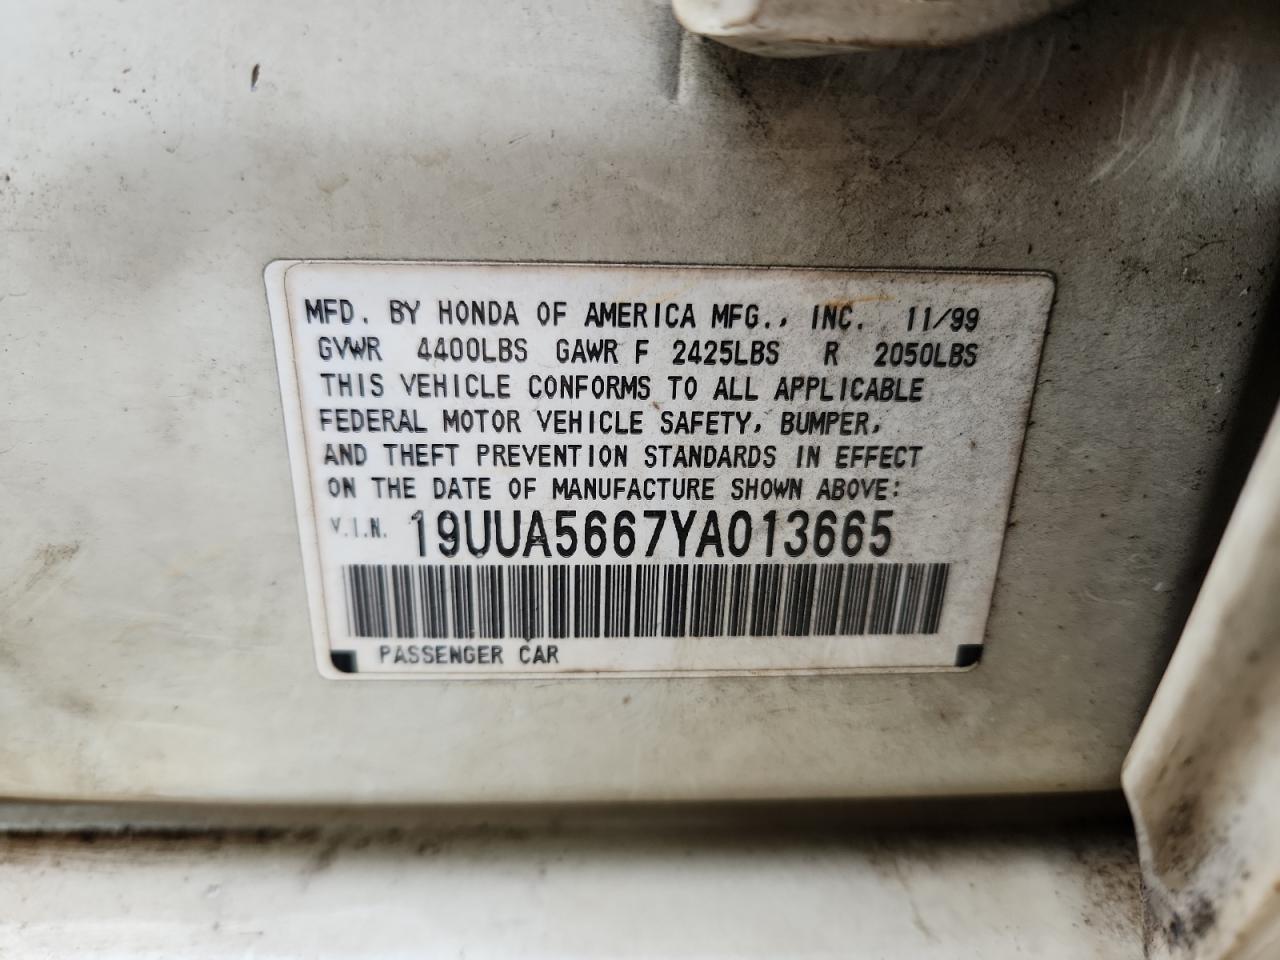 MFD. BY HONDA OF AMERICA MFG., INC. 11/99
GVWR 4400LBS GAWR F 2425LBS R 2050LBS
THIS VEHICLE CONFORMS TO ALL APPLICABLE
FEDERAL MOTOR VEHICLE SAFETY, BUMPER,
AND THEFT PREVENTION STANDARDS IN EFFECT
ON THE DATE OF MANUFACTURE SHOWN ABOVE:
V.I.N. 19UUA5667YA013665
PASSENGER CAR